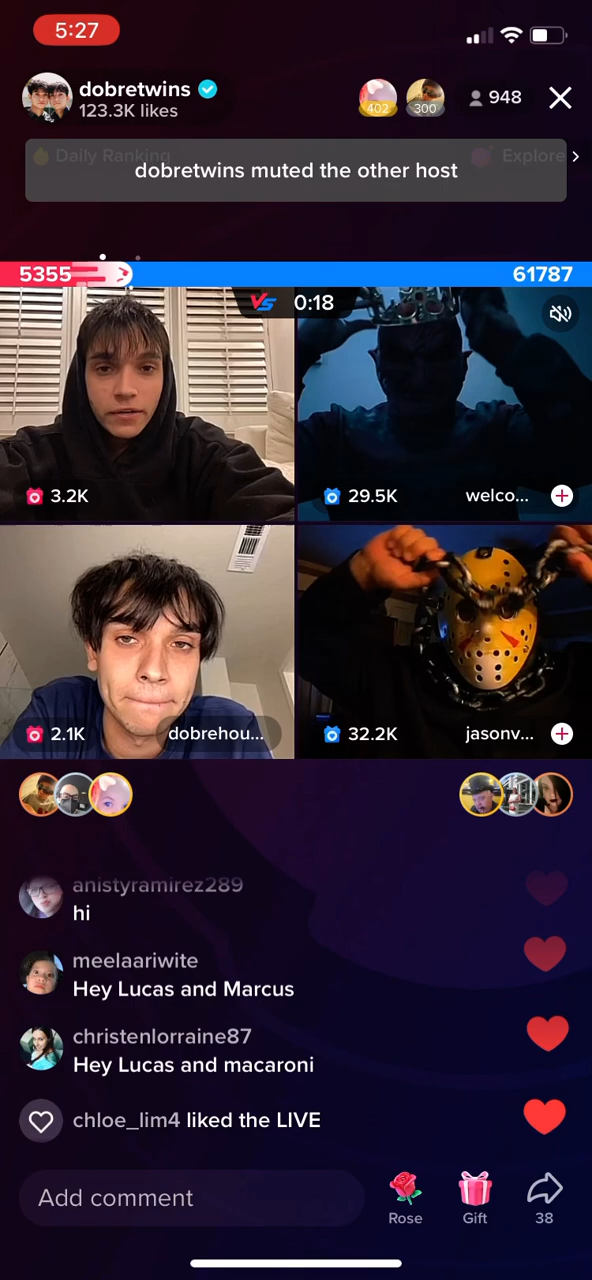 5:27
dobretwins
123.3K likes
402
300
948
Daily Ranking
Explore
dobretwins muted the other host
5355
61787
VS 0:18
3.2K
29.5K
welco...
2.1K
dobrehou...
32.2K
jasonv...
anistyramirez289
hi
meelaariwite
Hey Lucas and Marcus
christenlorraine87
Hey Lucas and macaroni
chloe_lim4 liked the LIVE
Add comment
Rose
Gift
38